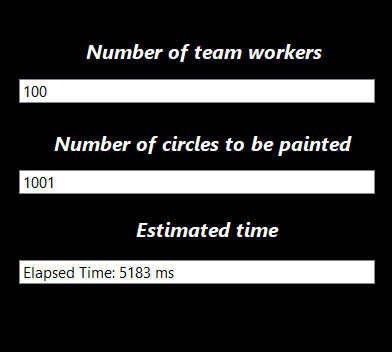 Number of team workers
100
Number of circles to be painted
1001
Estimated time
Elapsed Time: 5183 ms